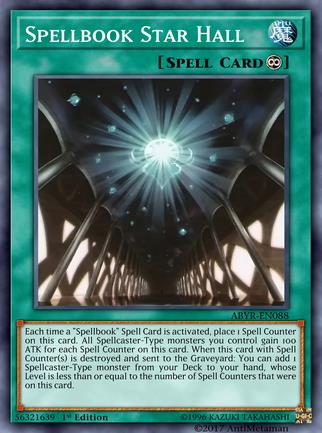 Spellbook Star Hall
[Spell Card]
ABYR-EN088
Each time a "Spellbook" Spell Card is activated, place 1 Spell Counter
on this card. All Spellcaster-Type monsters you control gain 100
ATK for each Spell Counter on this card. When this card with Spell
Counter(s) is destroyed and sent to the Graveyard: You can add 1
Spellcaster-Type monster from your Deck to your hand, whose
Level is less than or equal to the number of Spell Counters that were
on this card.
56321639 1st Edition ©1996 KAZUKI TAKAHASHI
©2017 AntiMetaman